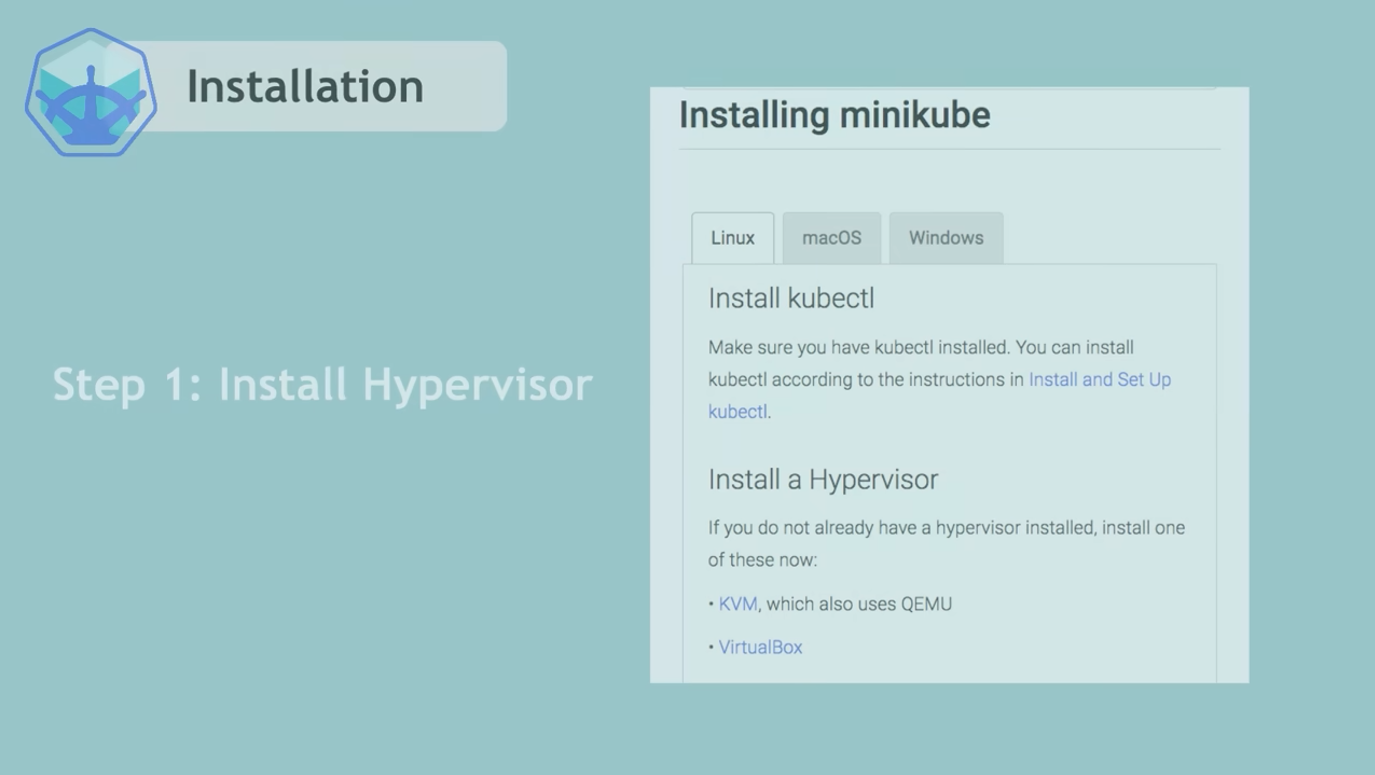 Installation
Step 1: Install Hypervisor
Installing minikube
Linux
macOS
Windows
Install kubectl
Make sure you have kubectl installed. You can install
kubectl according to the instructions in Install and Set Up
kubectl.
Install a Hypervisor
If you do not already have a hypervisor installed, install one
of these now:
• KVM, which also uses QEMU
• VirtualBox